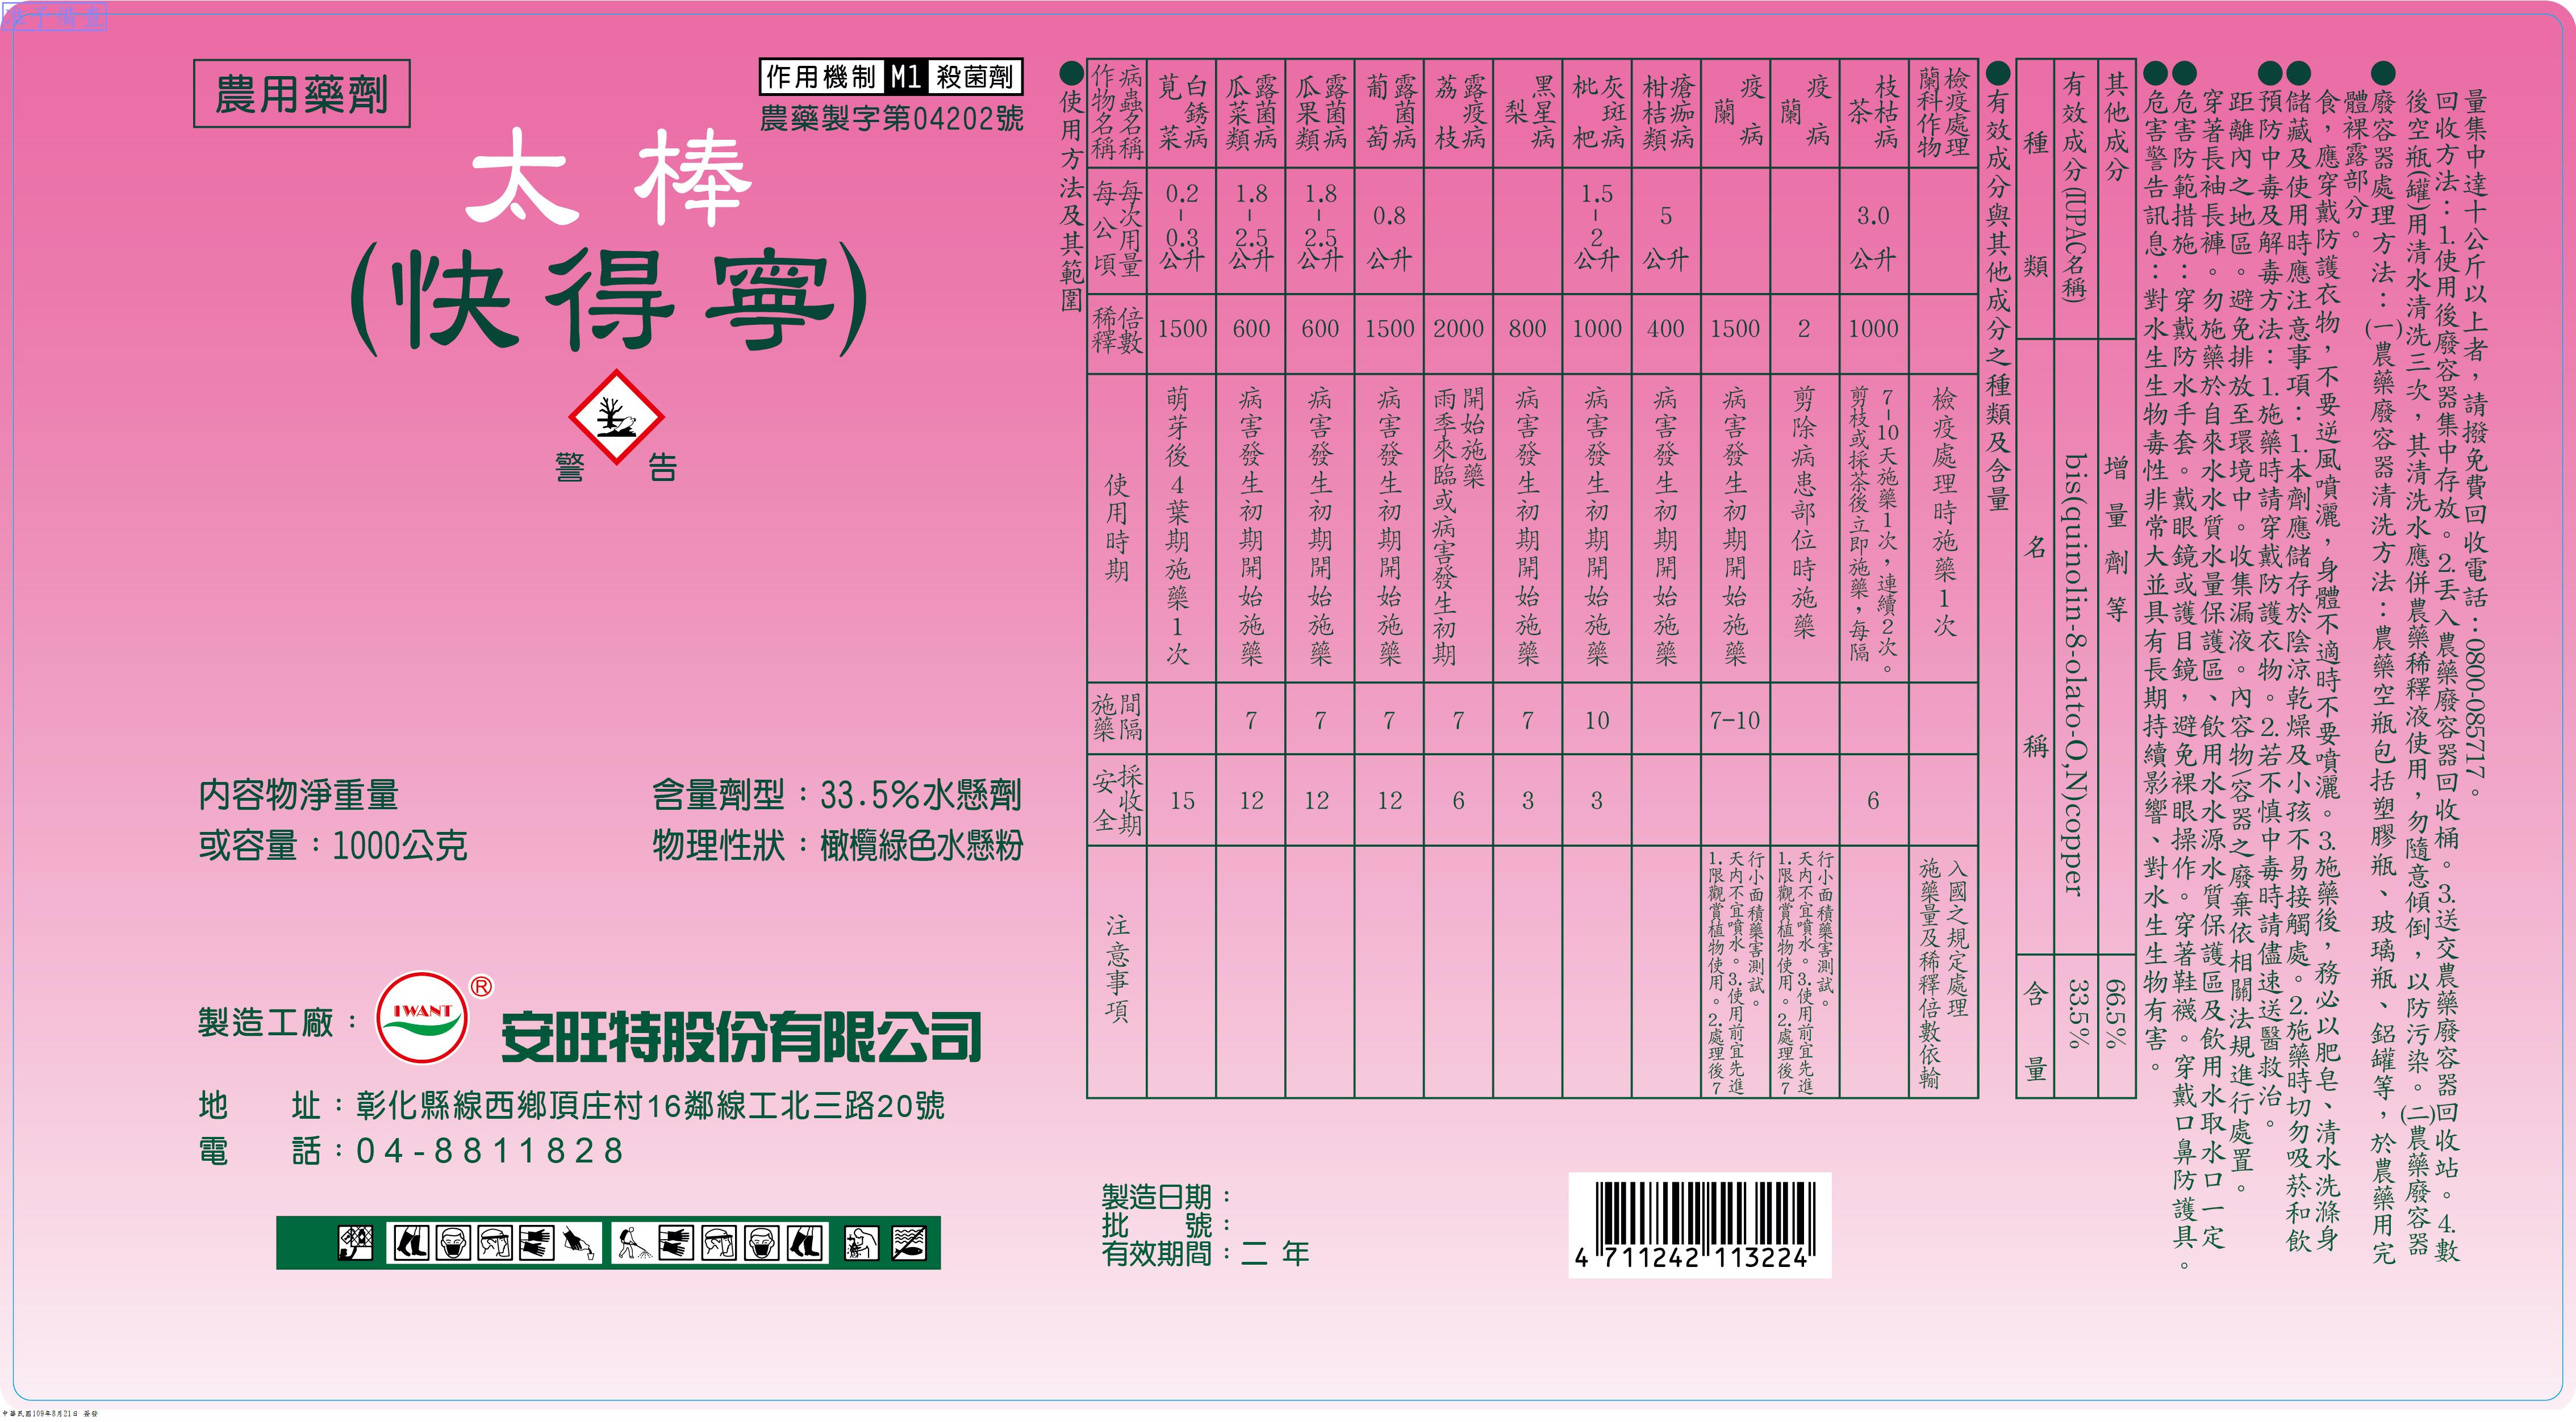 農用藥劑
作用機制 M1 殺菌劑
農藥製字第04202號
太棒
(快得寧)
警告
內容物淨重量
或容量：1000公克
含量劑型：33.5%水懸劑
物理性狀：橄欖綠色水懸粉
製造工廠：
IWANT
®
安旺特股份有限公司
地　址：彰化縣線西鄉頂庄村16鄰線工北三路20號
電　話：04-8811828
●使用方法及其範圍
作物名稱 病蟲名稱 每公頃每次用量 稀釋倍數 使用時期 施藥間隔 安全採收期 注意事項
莧菜 白銹病 0.2-0.3公升 1500 萌芽後4葉期施藥1次 15
瓜菜類 露菌病 1.8-2.5公升 600 病害發生初期開始施藥 7 12
瓜果類 露菌病 1.8-2.5公升 600 病害發生初期開始施藥 7 12
葡萄 露菌病 0.8公升 1500 病害發生初期開始施藥 7 12
荔枝 露疫病 2000 雨季來臨或病害發生初期開始施藥 7 6
梨 黑星病 800 病害發生初期開始施藥 7 3
枇杷 灰斑病 1.5-2公升 1000 病害發生初期開始施藥 10 3
柑桔類 瘡痂病 5公升 400 病害發生初期開始施藥
蘭 疫病 1500 病害發生初期開始施藥 7-10 1.限觀賞植物使用。2.處理後7天內不宜噴水。3.使用前宜先進行小面積藥害測試。
蘭 疫病 2 剪除病患部位時施藥 1.限觀賞植物使用。2.處理後7天內不宜噴水。3.使用前宜先進行小面積藥害測試。
茶 枝枯病 3.0公升 1000 剪枝或採茶後立即施藥，每隔7-10天施藥1次，連續2次。 6
蘭科作物 檢疫處理 檢疫處理時施藥1次 施藥量及稀釋倍數依輸入國之規定處理
●有效成分與其他成分之種類及含量
種類 名稱 含量
有效成分(IUPAC名稱) bis(quinolin-8-olato-O,N)copper 33.5%
其他成分 增量劑等 66.5%
●危害警告訊息：對水生生物毒性非常大並具有長期持續影響、對水生生物有害。
●危害防範措施：穿戴防水手套。戴眼鏡或護目鏡，避免裸眼操作。穿著鞋襪。穿戴口鼻防護具。
穿著長袖長褲。勿施藥於自來水水質水量保護區、飲用水水源水質保護區及飲用水取水口一定
距離內之地區。避免排放至環境中。收集漏液。內容物/容器之廢棄依相關法規進行處置。
●預防中毒及解毒方法：1.施藥時請穿戴防護衣物。2.若不慎中毒時請儘速送醫救治。
●儲藏及使用時應注意事項：1.本劑應儲存於陰涼乾燥及小孩不易接觸處。2.施藥時切勿吸菸和飲
食，應穿戴防護衣物，不要逆風噴灑，身體不適時不要噴灑。3.施藥後，務必以肥皂、清水洗滌身
體裸露部分。
●廢容器處理方法：(一)農藥廢容器清洗方法：農藥空瓶包括塑膠瓶、玻璃瓶、鋁罐等，於農藥用完
後空瓶(罐)用清水清洗三次，其清洗水應併農藥稀釋液使用，勿隨意傾倒，以防污染。(二)農藥廢容器
回收方法：1.使用後廢容器集中存放。2.丟入農藥廢容器回收桶。3.送交農藥廢容器回收站。4.數
量集中達十公斤以上者，請撥免費回收電話：0800-085717。
製造日期：
批　號：
有效期間：二 年
4 711242 113224
中華民國109年8月21日 簽發